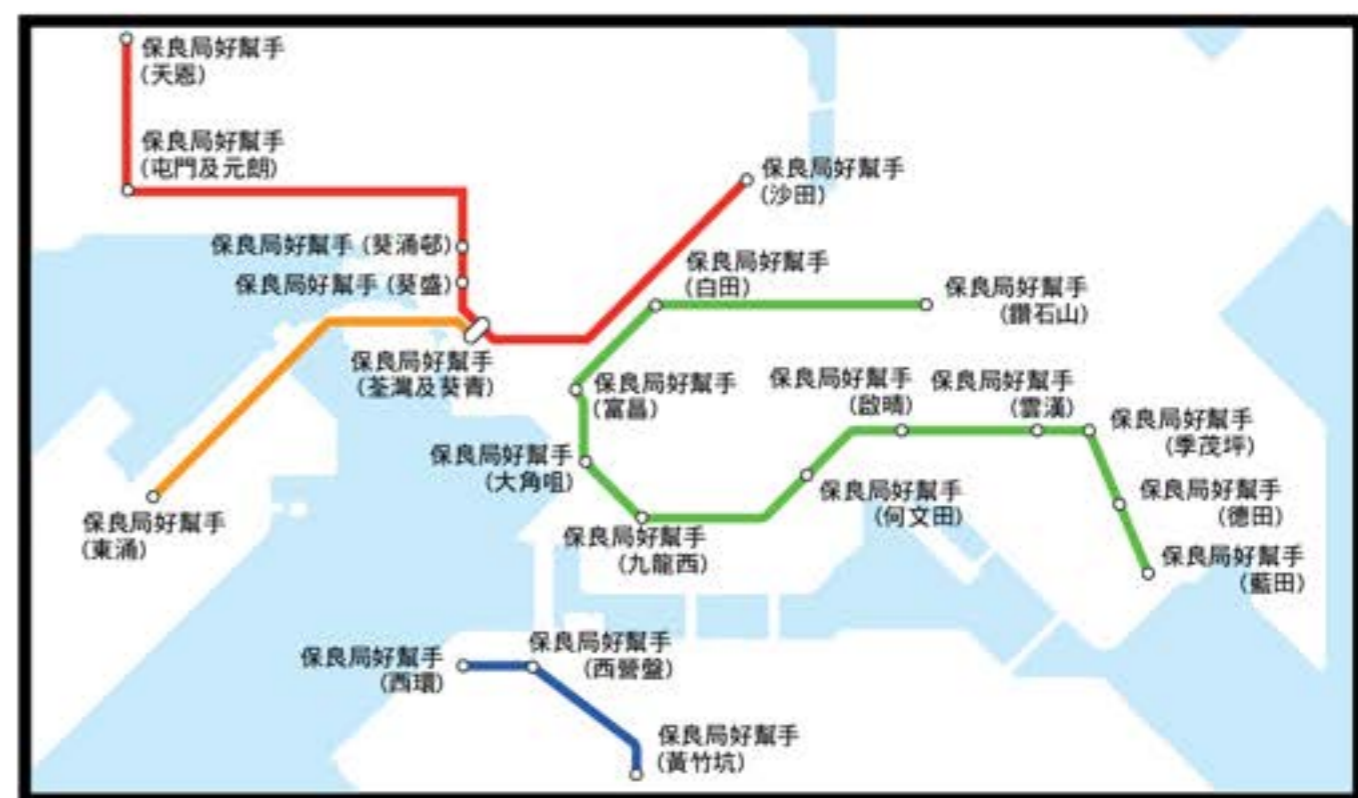 保良局好幫手
(天恩)
保良局好幫手
(屯門及元朗)
保良局好幫手
(沙田)
保良局好幫手 (葵涌邨)
保良局好幫手 (葵盛)
保良局好幫手
(白田)
保良局好幫手
(鑽石山)
保良局好幫手
(荃灣及葵青)
保良局好幫手
(富昌)
保良局好幫手
(啟晴)
保良局好幫手
(雲漢)
保良局好幫手
(季茂坪)
保良局好幫手
(大角咀)
保良局好幫手
(何文田)
保良局好幫手
(德田)
保良局好幫手
(東涌)
保良局好幫手
(九龍西)
保良局好幫手
(藍田)
保良局好幫手
(西環)
保良局好幫手
(西營盤)
保良局好幫手
(黃竹坑)